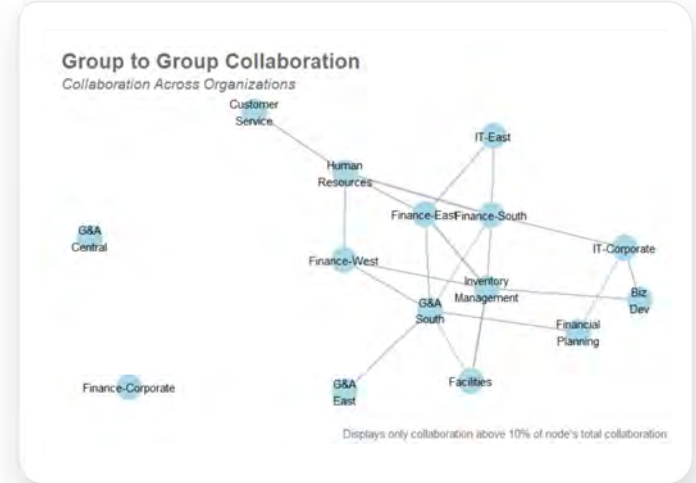 Group to Group Collaboration
Collaboration Across Organizations
Customer
Service
IT-East
Human
Resources
Finance-East
Finance-South
G&A
Central
IT-Corporate
Finance-West
Inventory
Management
Biz
Dev
G&A
South
Financial
Planning
Finance-Corporate
G&A
East
Facilities
Displays only collaboration above 10% of node's total collaboration